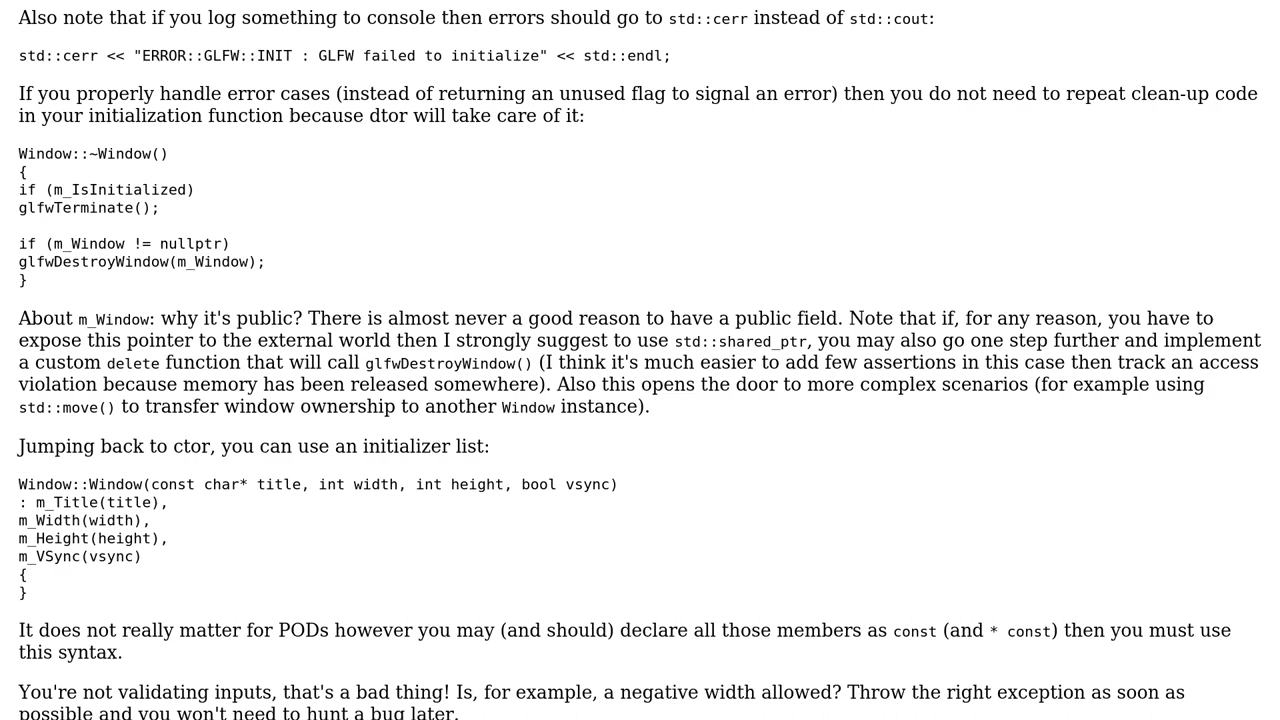 Also note that if you log something to console then errors should go to std::cerr instead of std::cout:
std::cerr << "ERROR::GLFW::INIT : GLFW failed to initialize" << std::endl;
If you properly handle error cases (instead of returning an unused flag to signal an error) then you do not need to repeat clean-up code
in your initialization function because dtor will take care of it:
Window::~Window()
{
if (m_IsInitialized)
glfwTerminate();
if (m_Window != nullptr)
glfwDestroyWindow(m_Window);
}
About m_Window: why it's public? There is almost never a good reason to have a public field. Note that if, for any reason, you have to
expose this pointer to the external world then I strongly suggest to use std::shared_ptr, you may also go one step further and implement
a custom delete function that will call glfwDestroyWindow() (I think it's much easier to add few assertions in this case then track an access
violation because memory has been released somewhere). Also this opens the door to more complex scenarios (for example using
std::move() to transfer window ownership to another Window instance).
Jumping back to ctor, you can use an initializer list:
Window::Window(const char* title, int width, int height, bool vsync)
: m_Title(title),
m_Width(width),
m_Height(height),
m_VSync(vsync)
{
}
It does not really matter for PODs however you may (and should) declare all those members as const (and * const) then you must use
this syntax.
You're not validating inputs, that's a bad thing! Is, for example, a negative width allowed? Throw the right exception as soon as
possible and you won't need to hunt a bug later.